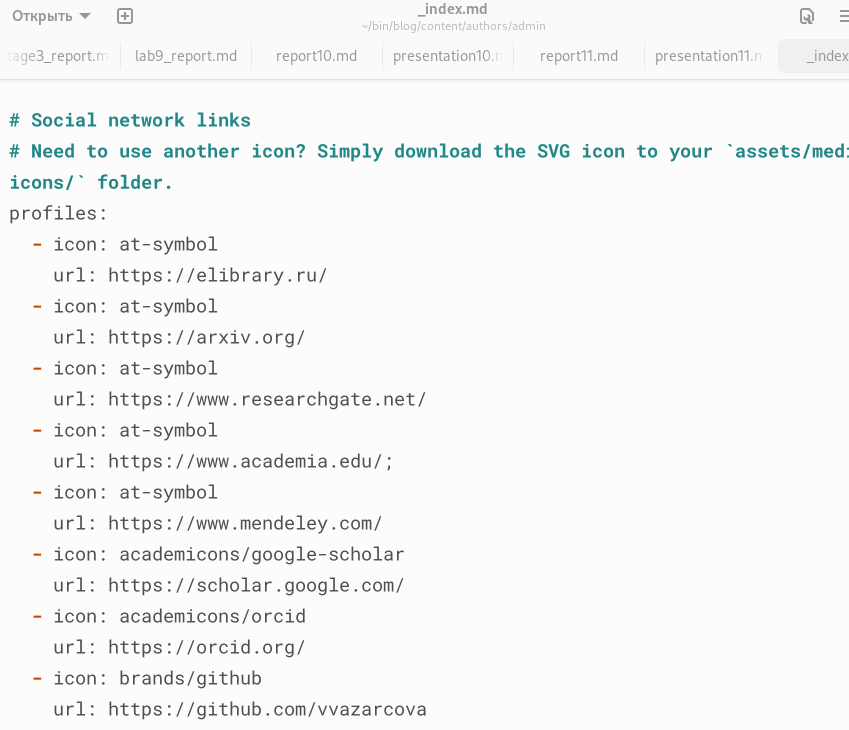 Открыть
_index.md
~/bin/blog/content/authors/admin
tage3_report.m
lab9_report.md
report10.md
presentation10.
report11.md
presentation11.m
_index
# Social network links
# Need to use another icon? Simply download the SVG icon to your `assets/med
icons/` folder.
profiles:
- icon: at-symbol
url: https://elibrary.ru/
- icon: at-symbol
url: https://arxiv.org/
- icon: at-symbol
url: https://www.researchgate.net/
- icon: at-symbol
url: https://www.academia.edu/;
- icon: at-symbol
url: https://www.mendeley.com/
- icon: academicons/google-scholar
url: https://scholar.google.com/
- icon: academicons/orcid
url: https://orcid.org/
- icon: brands/github
url: https://github.com/vvazarcova